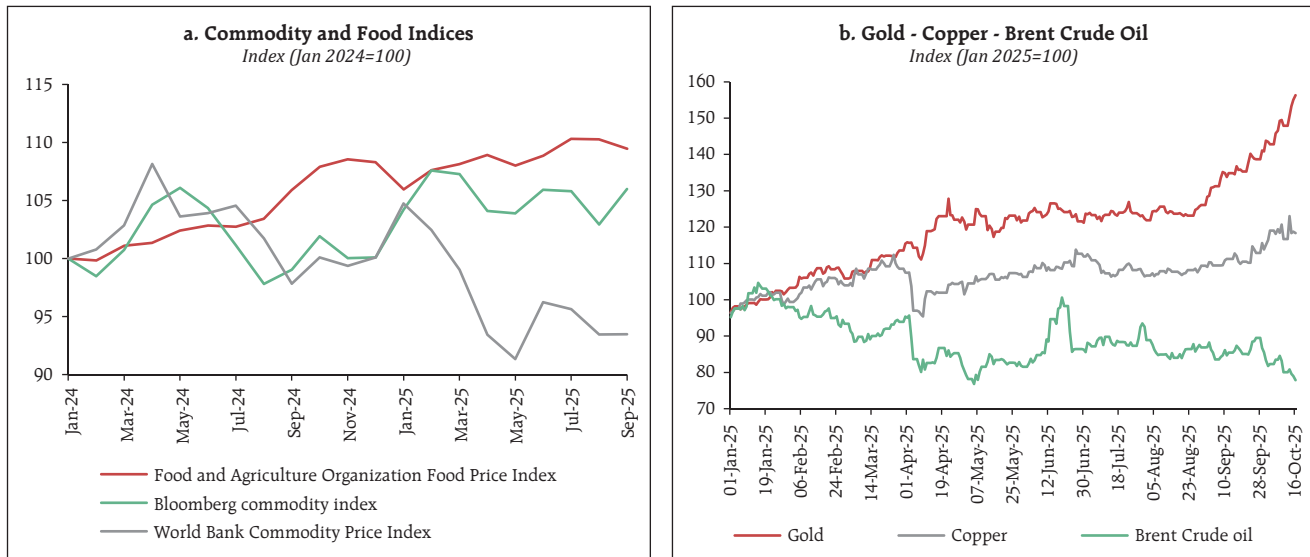 a. Commodity and Food Indices
Index (Jan 2024=100)
115
110
105
100
95
90
Jan-24
Mar-24
May-24
Jul-24
Sep-24
Nov-24
Jan-25
Mar-25
May-25
Jul-25
Sep-25
Food and Agriculture Organization Food Price Index
Bloomberg commodity index
World Bank Commodity Price Index
b. Gold - Copper - Brent Crude Oil
Index (Jan 2025=100)
160
150
140
130
120
110
100
90
80
70
01-Jan-25
19-Jan-25
06-Feb-25
24-Feb-25
14-Mar-25
01-Apr-25
19-Apr-25
07-May-25
25-May-25
12-Jun-25
30-Jun-25
18-Jul-25
05-Aug-25
23-Aug-25
10-Sep-25
28-Sep-25
16-Oct-25
Gold
Copper
Brent Crude oil